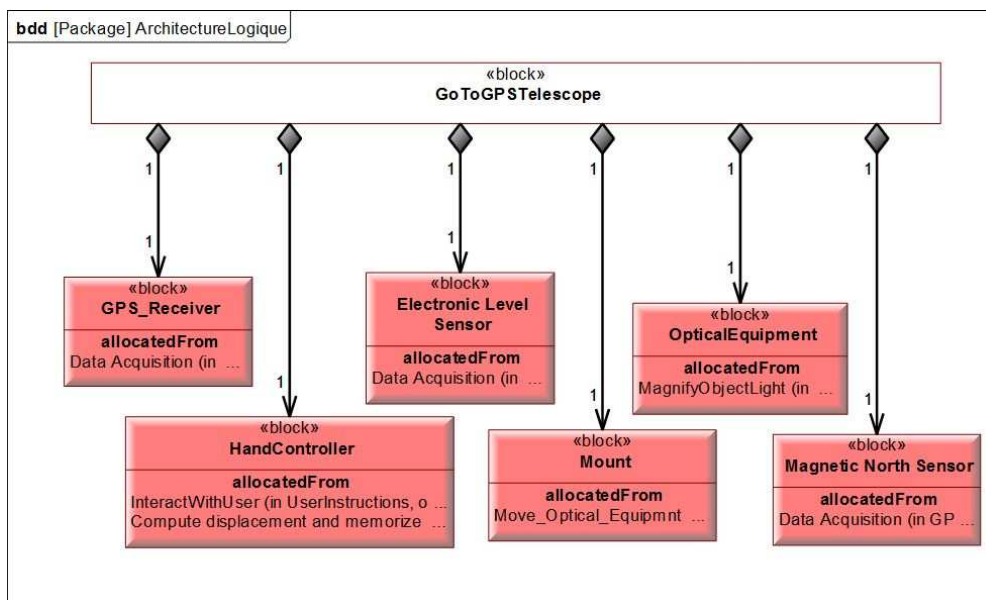 bdd [Package] ArchitectureLogique
«block»
GoToGPSTelescope
1
1
1
1
1
1
1
1
1
1
1
1
«block»
GPS_Receiver
allocatedFrom
Data Acquisition (in ...
«block»
Electronic Level
Sensor
allocatedFrom
Data Acquisition (in ...
«block»
OpticalEquipment
allocatedFrom
MagnifyObjectLight (in ...
«block»
HandController
allocatedFrom
InteractWithUser (in UserInstructions, o ...
Compute displacement and memorize ...
«block»
Mount
allocatedFrom
Move_Optical_Equipmnt ...
«block»
Magnetic North Sensor
allocatedFrom
Data Acquisition (in GP ...